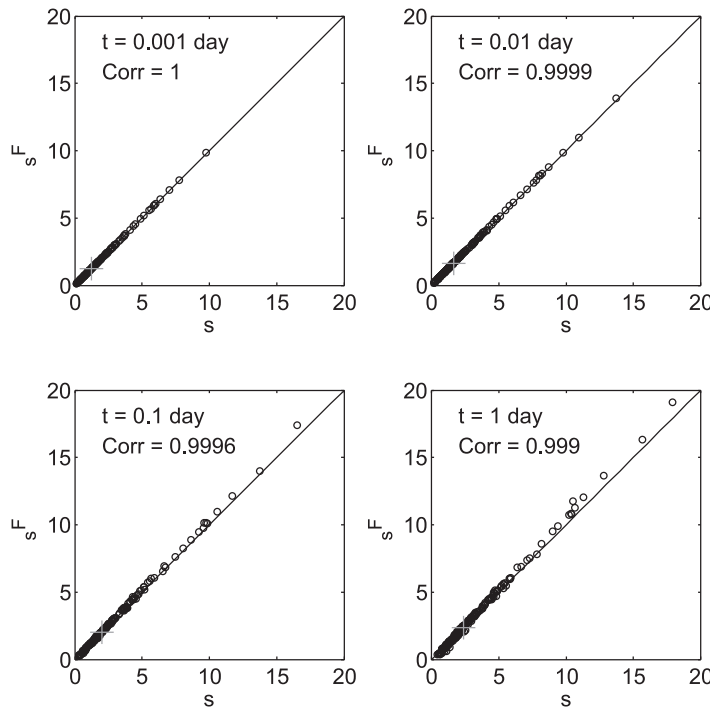 t = 0.001 day
Corr = 1
20
15
10
5
0
s^F
0 5 10 15 20
s
t = 0.01 day
Corr = 0.9999
20
15
10
5
0
s^F
0 5 10 15 20
s
t = 0.1 day
Corr = 0.9996
20
15
10
5
0
s^F
0 5 10 15 20
s
t = 1 day
Corr = 0.999
20
15
10
5
0
s^F
0 5 10 15 20
s